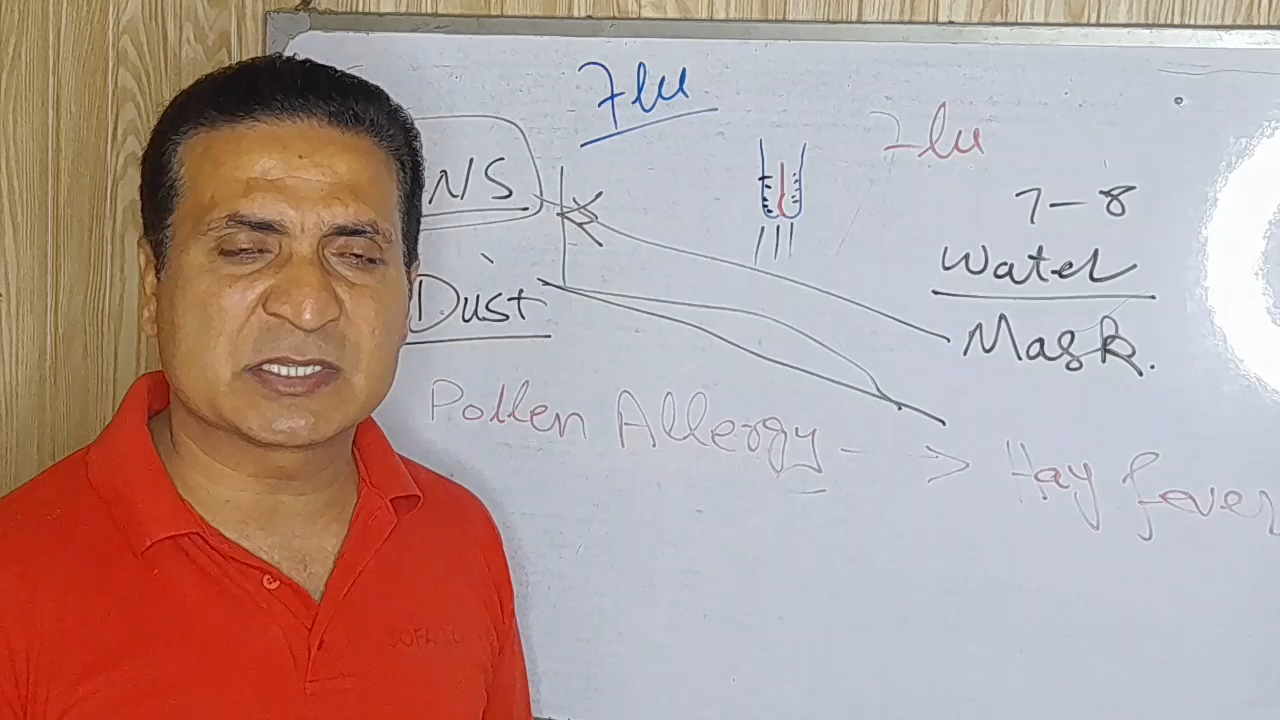 Flu
Flu
NS
7-8
Water
Dust
Mask.
Pollen Allergy -> Hay fever